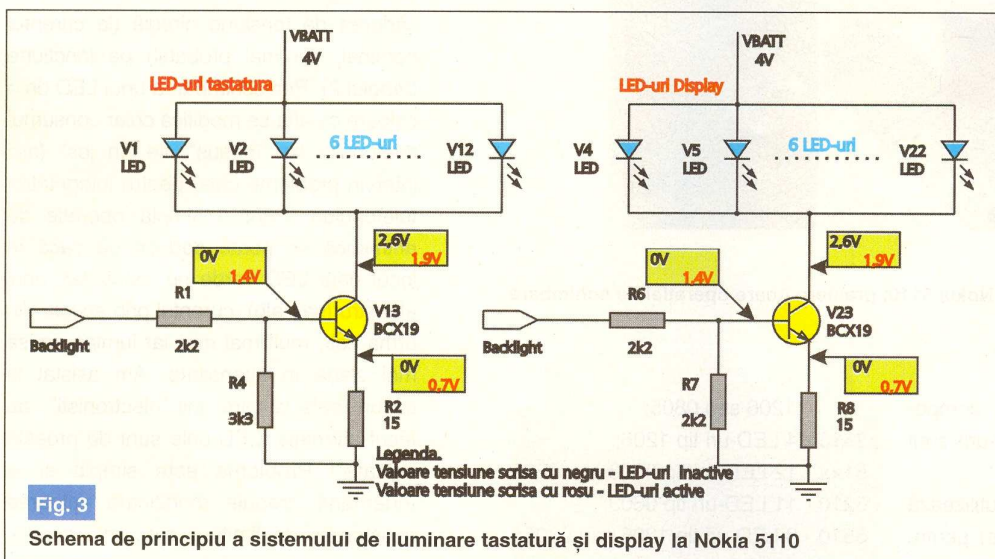 VBATT
4V
LED-uri tastatura
V1
LED
V2
LED
6 LED-uri
V12
LED
2,6V
1,9V
0V
1,4V
R1
2k2
Backlight
V13
BCX19
0V
0,7V
R4
3k3
R2
15
VBATT
4V
LED-uri Display
V4
LED
V5
LED
6 LED-uri
V22
LED
2,6V
1,9V
0V
1,4V
R6
2k2
Backlight
V23
BCX19
0V
0,7V
R7
2k2
R8
15
Legenda.
Valoare tensiune scrisa cu negru - LED-uri inactive
Valoare tensiune scrisa cu rosu - LED-uri active
Fig. 3
Schema de principiu a sistemului de iluminare tastatură și display la Nokia 5110